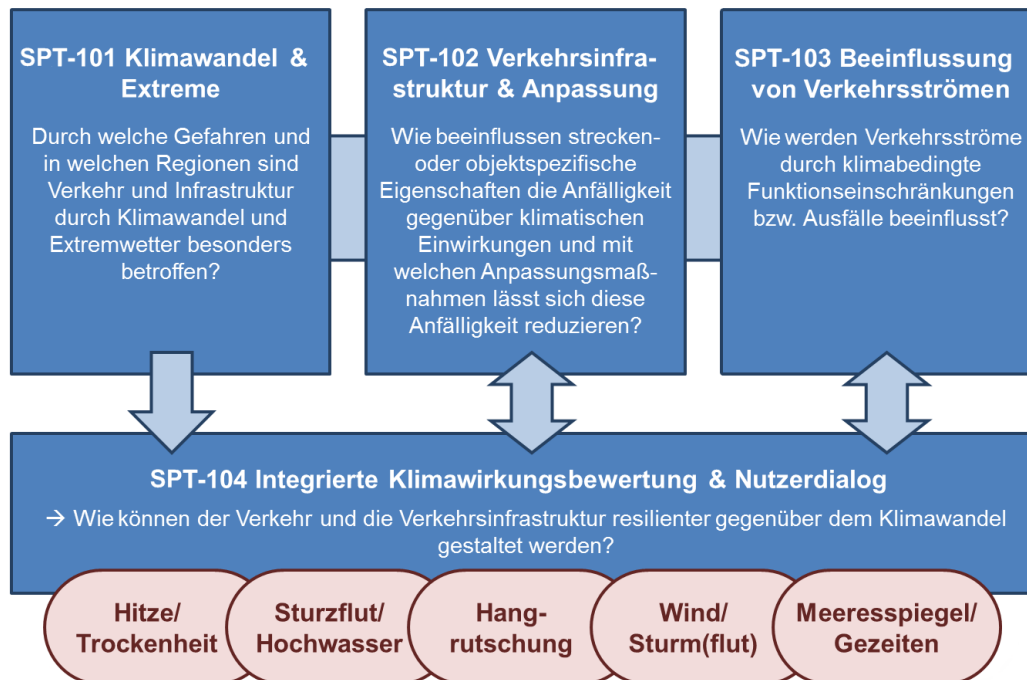 SPT-101 Klimawandel &
Extreme
Durch welche Gefahren und
in welchen Regionen sind
Verkehr und Infrastruktur
durch Klimawandel und
Extremwetter besonders
betroffen?
SPT-102 Verkehrsinfra-
struktur & Anpassung
Wie beeinflussen strecken-
oder objektspezifische
Eigenschaften die Anfälligkeit
gegenüber klimatischen
Einwirkungen und mit
welchen Anpassungsmaß-
nahmen lässt sich diese
Anfälligkeit reduzieren?
SPT-103 Beeinflussung
von Verkehrsströmen
Wie werden Verkehrsströme
durch klimabedingte
Funktionseinschränkungen
bzw. Ausfälle beeinflusst?
SPT-104 Integrierte Klimawirkungsbewertung & Nutzerdialog
→ Wie können der Verkehr und die Verkehrsinfrastruktur resilienter gegenüber dem Klimawandel
gestaltet werden?
Hitze/
Trockenheit
Sturzflut/
Hochwasser
Hang-
rutschung
Wind/
Sturm(flut)
Meeresspiegel/
Gezeiten